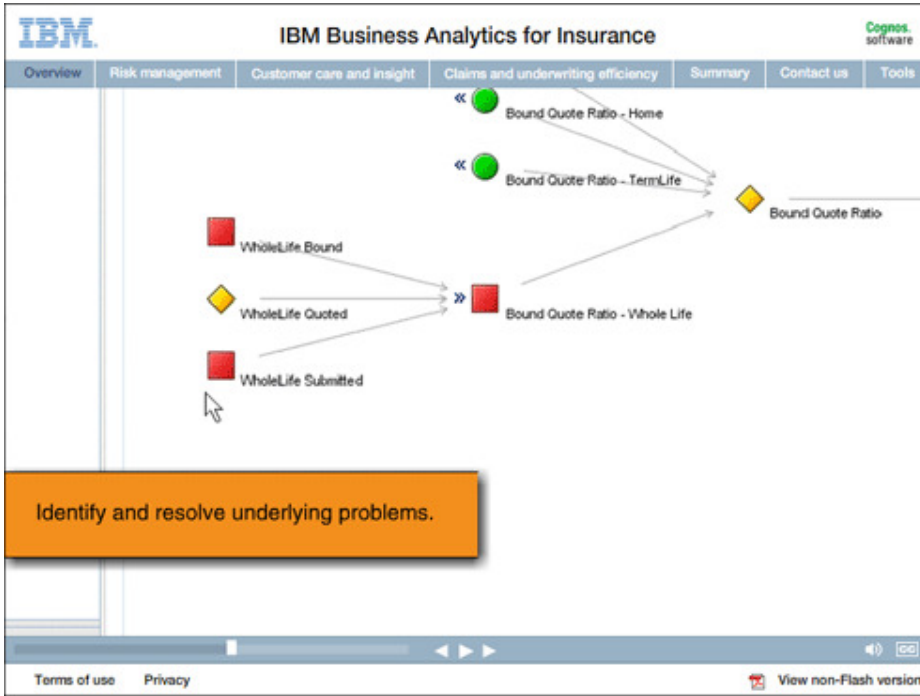 IBM.
IBM Business Analytics for Insurance
Cognos.
software
Overview
Risk management
Customer care and insight
Claims and underwriting efficiency
Summary
Contact us
Tools
Bound Quote Ratio - Home
Bound Quote Ratio - TermLife
Bound Quote Ratio
WholeLife Bound
WholeLife Quoted
Bound Quote Ratio - Whole Life
WholeLife Submitted
Identify and resolve underlying problems.
CC
Terms of use
Privacy
View non-Flash version